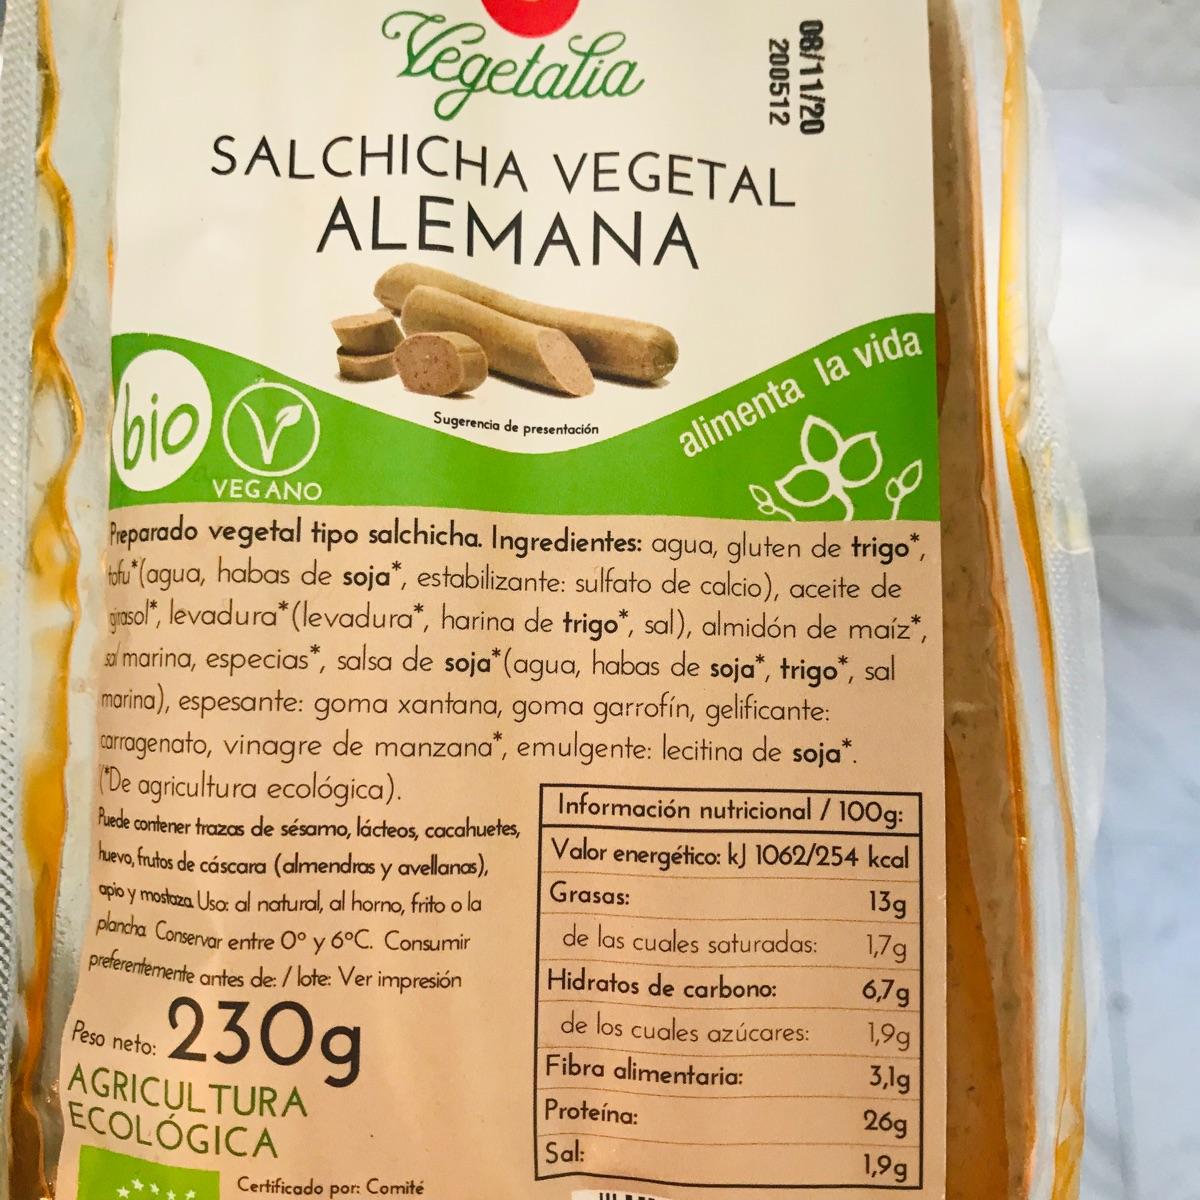 Vegetalia
08/11/20
200512
SALCHICHA VEGETAL
ALEMANA
Sugerencia de presentación
alimenta la vida
bio
V
VEGANO
Preparado vegetal tipo salchicha. Ingredientes: agua, gluten de trigo*,
tofu*(agua, habas de soja*, estabilizante: sulfato de calcio), aceite de
girasol*, levadura*(levadura*, harina de trigo*, sal), almidón de maíz*,
sal marina, especias*, salsa de soja*(agua, habas de soja*, trigo*, sal
marina), espesante: goma xantana, goma garrofín, gelificante:
carragenato, vinagre de manzana*, emulgente: lecitina de soja*.
(*De agricultura ecológica).
Puede contener trazas de sésamo, lácteos, cacahuetes,
huevo, frutos de cáscara (almendras y avellanas),
apio y mostaza. Uso: al natural, al horno, frito o la
plancha. Conservar entre 0° y 6°C. Consumir
preferentemente antes de: / lote: Ver impresión
Peso neto: 230g
AGRICULTURA
ECOLÓGICA
Certificado por: Comité
Información nutricional / 100g:
Valor energético: kJ 1062/254 kcal
Grasas: 13g
de las cuales saturadas: 1,7g
Hidratos de carbono: 6,7g
de los cuales azúcares: 1,9g
Fibra alimentaria: 3,1g
Proteína: 26g
Sal: 1,9g